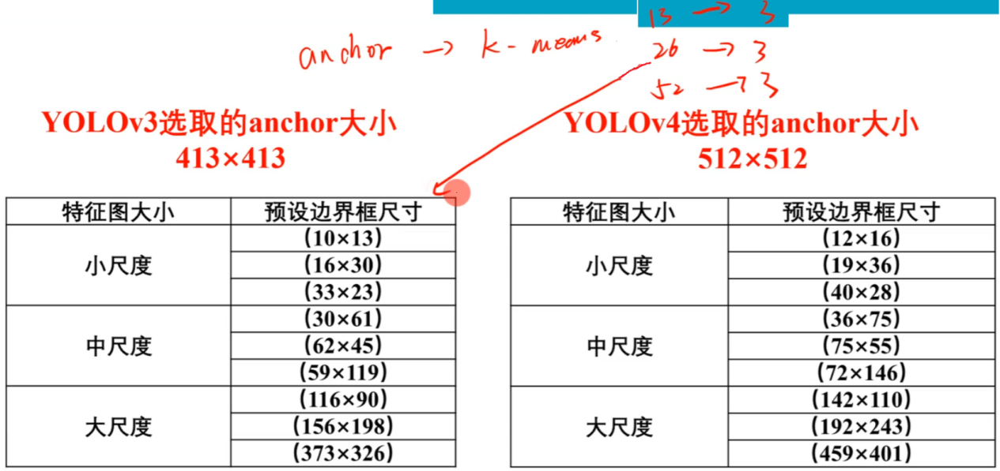 13 → 3
anchor → k-means
26 → 3
52 → 3
YOLOv3选取的anchor大小
413×413
YOLOv4选取的anchor大小
512×512
特征图大小 预设边界框尺寸
小尺度
(10×13)
(16×30)
(33×23)
中尺度
(30×61)
(62×45)
(59×119)
大尺度
(116×90)
(156×198)
(373×326)
特征图大小 预设边界框尺寸
小尺度
(12×16)
(19×36)
(40×28)
中尺度
(36×75)
(75×55)
(72×146)
大尺度
(142×110)
(192×243)
(459×401)